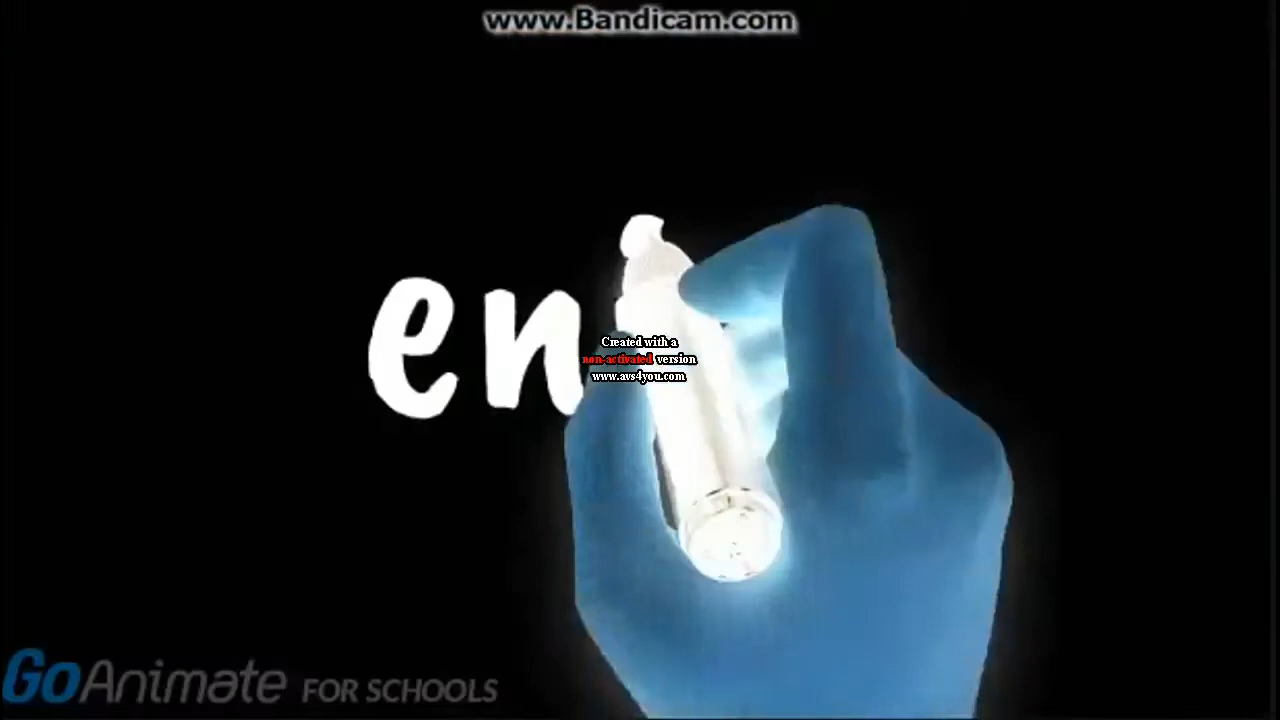 www.Bandicam.com
en
Created with a
non-activated version
www.avs4you.com
GoAnimate FOR SCHOOLS